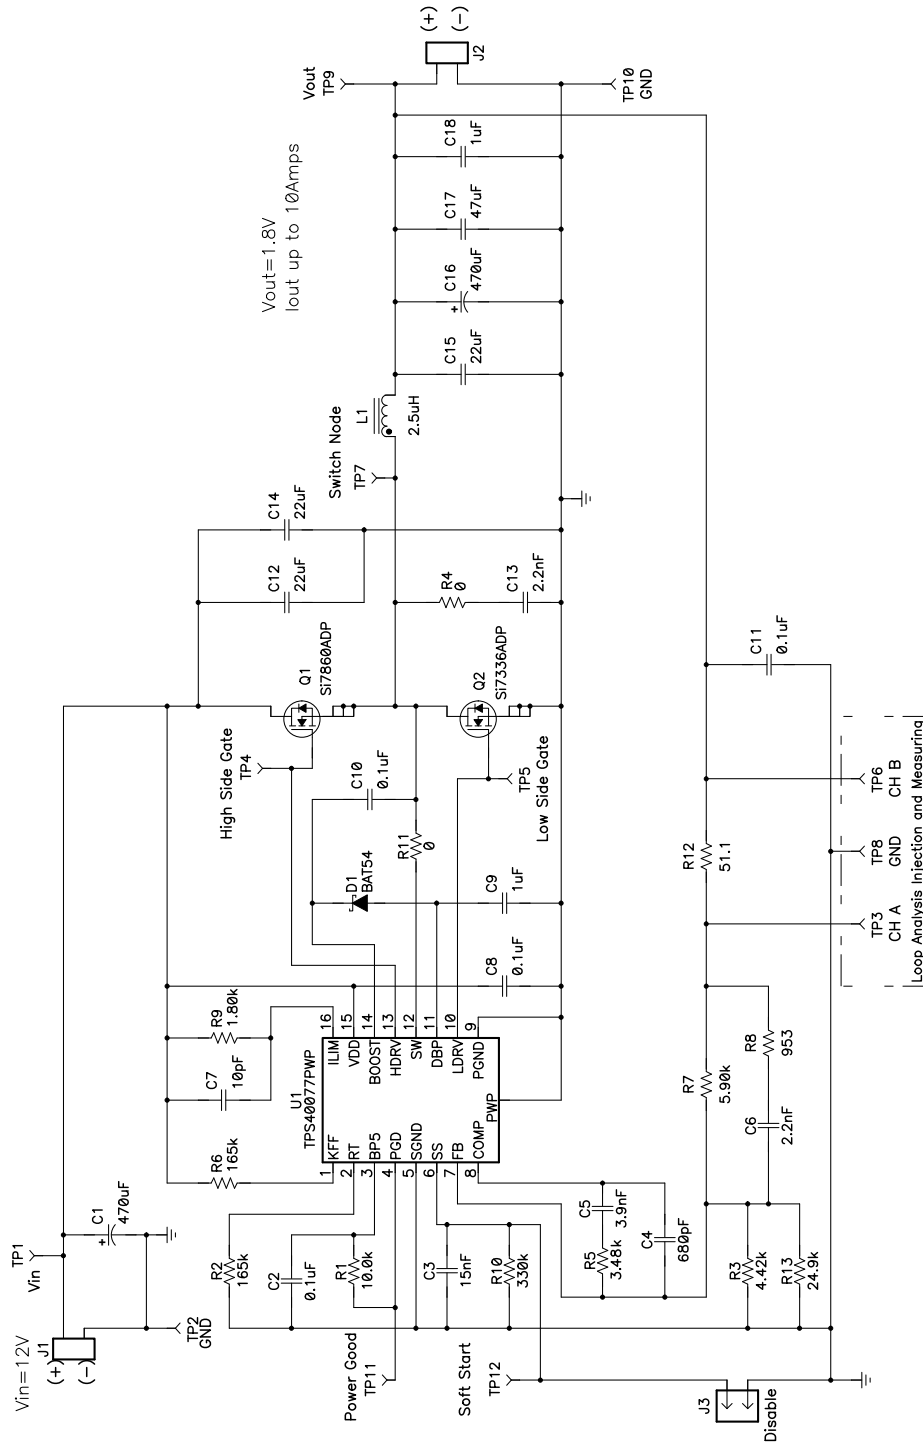 Vin=12V
J1
(+)
(-)
TP1
Vin
TP2
GND
C1
470uF
R6
165k
C7
10pF
R9
1.80k
R2
165k
C2
0.1uF
R1
10.0k
C3
15nF
R10
330k
Power Good
TP11
Soft Start
TP12
J3
Disable
U1
TPS40077PWP
1
KFF
2
RT
3
BP5
4
PGD
5
SGND
6
SS
7
FB
8
COMP
16
ILIM
15
VDD
14
BOOST
13
HDRV
12
SW
11
DBP
10
LDRV
9
PGND
PWP
C8
0.1uF
C9
1uF
D1
BAT54
R11
0
C10
0.1uF
High Side Gate
TP4
Low Side Gate
TP5
Q1
Si7860ADP
Q2
Si7336ADP
C12
22uF
C14
22uF
R4
0
C13
2.2nF
Switch Node
TP7
L1
2.5uH
C15
22uF
C16
+
470uF
C17
47uF
C18
1uF
Vout=1.8V
Iout up to 10Amps
Vout
TP9
J2
(+)
(-)
TP10
GND
R5
3.48k
C5
3.9nF
C4
680pF
R3
4.42k
R13
24.9k
R7
5.90k
C6
2.2nF
R8
953
R12
51.1
C11
0.1uF
TP3
CH A
TP8
GND
TP6
CH B
Loop Analysis Injection and Measuring
+